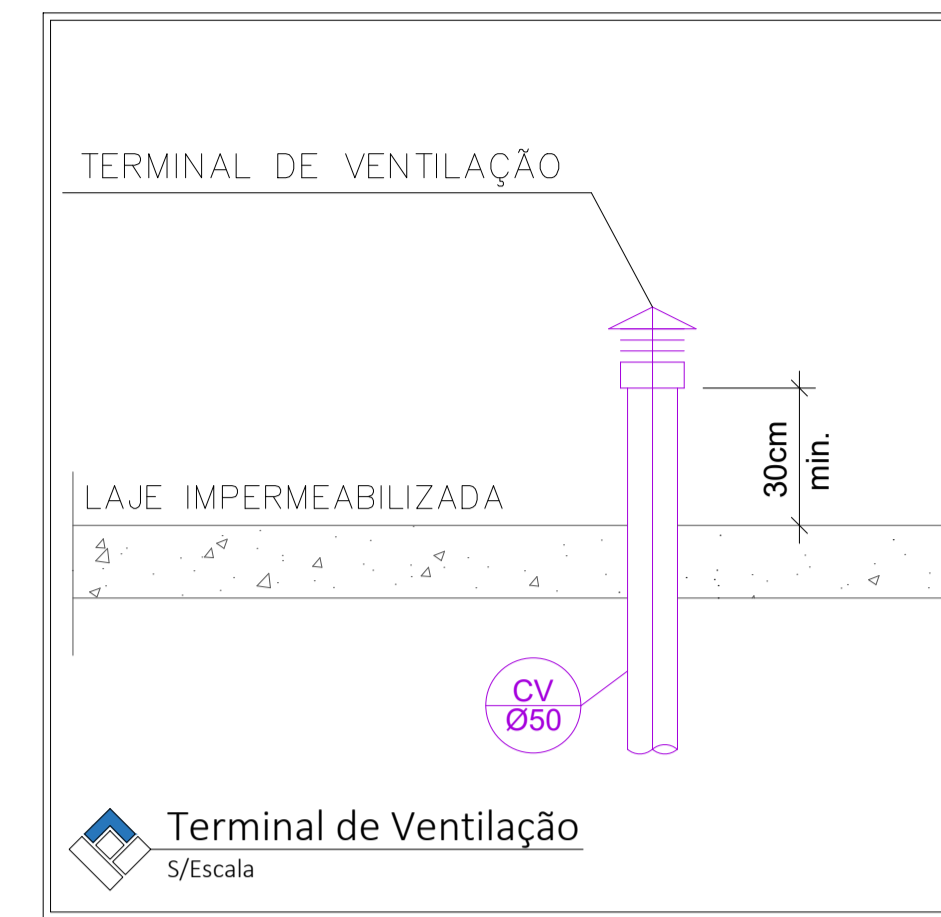 TERMINAL DE VENTILAÇÃO
30cm
min.
LAJE IMPERMEABILIZADA
CV
Ø50
Terminal de Ventilação
S/Escala